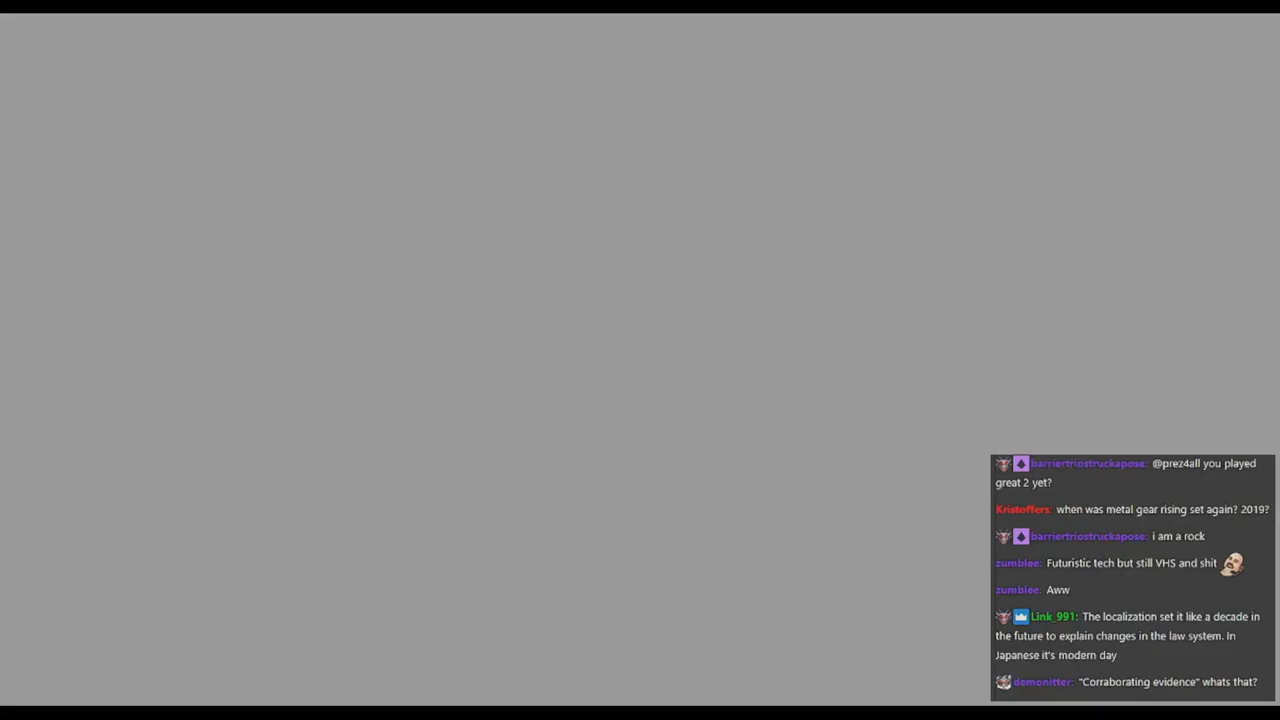 barriertriostruckapose: @prez4all you played
great 2 yet?
Kristoffers: when was metal gear rising set again? 2019?
barriertriostruckapose: i am a rock
zumblee: Futuristic tech but still VHS and shit
zumblee: Aww
Link_991: The localization set it like a decade in
the future to explain changes in the law system. In
Japanese it's modern day
demonitter: "Corraborating evidence" whats that?